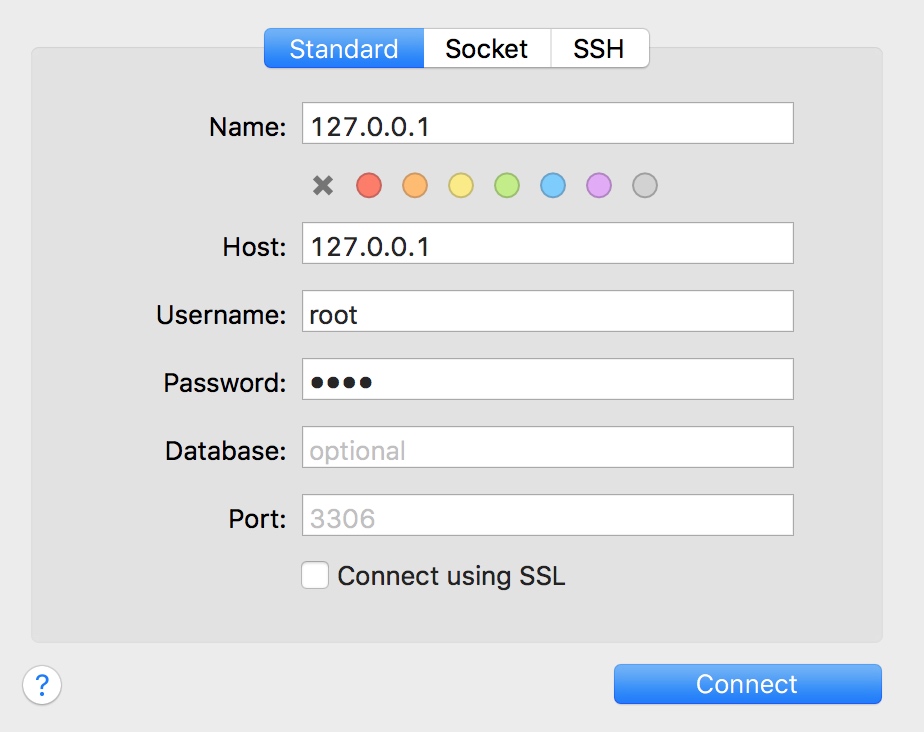 Standard Socket SSH
Name: 127.0.0.1
Host: 127.0.0.1
Username: root
Password: ••••
Database: optional
Port: 3306
Connect using SSL
? Connect